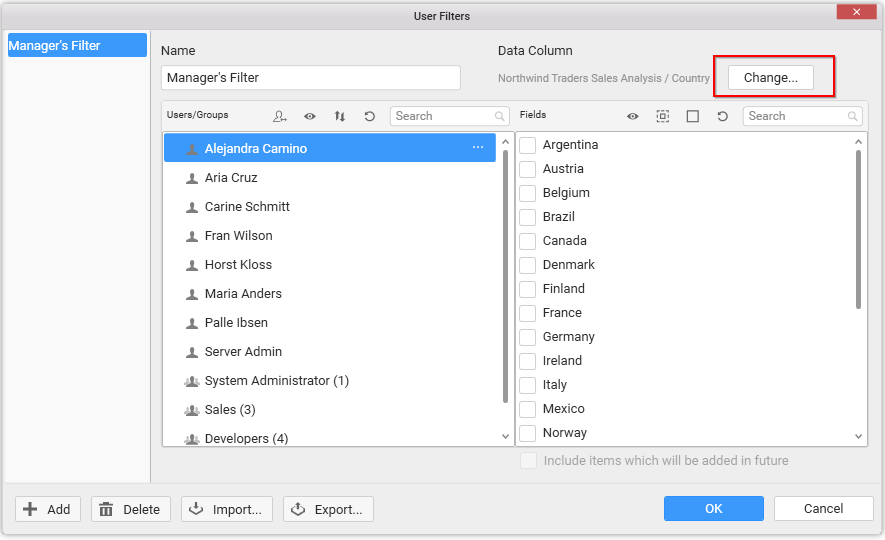 User Filters
Manager's Filter
Name
Data Column
Manager's Filter
Northwind Traders Sales Analysis / Country
Change...
Users/Groups
Search
Fields
Search
Alejandra Camino
...
Aria Cruz
Carine Schmitt
Fran Wilson
Horst Kloss
Maria Anders
Palle Ibsen
Server Admin
System Administrator (1)
Sales (3)
Developers (4)
Argentina
Austria
Belgium
Brazil
Canada
Denmark
Finland
France
Germany
Ireland
Italy
Mexico
Norway
Include items which will be added in future
Add
Delete
Import...
Export...
OK
Cancel